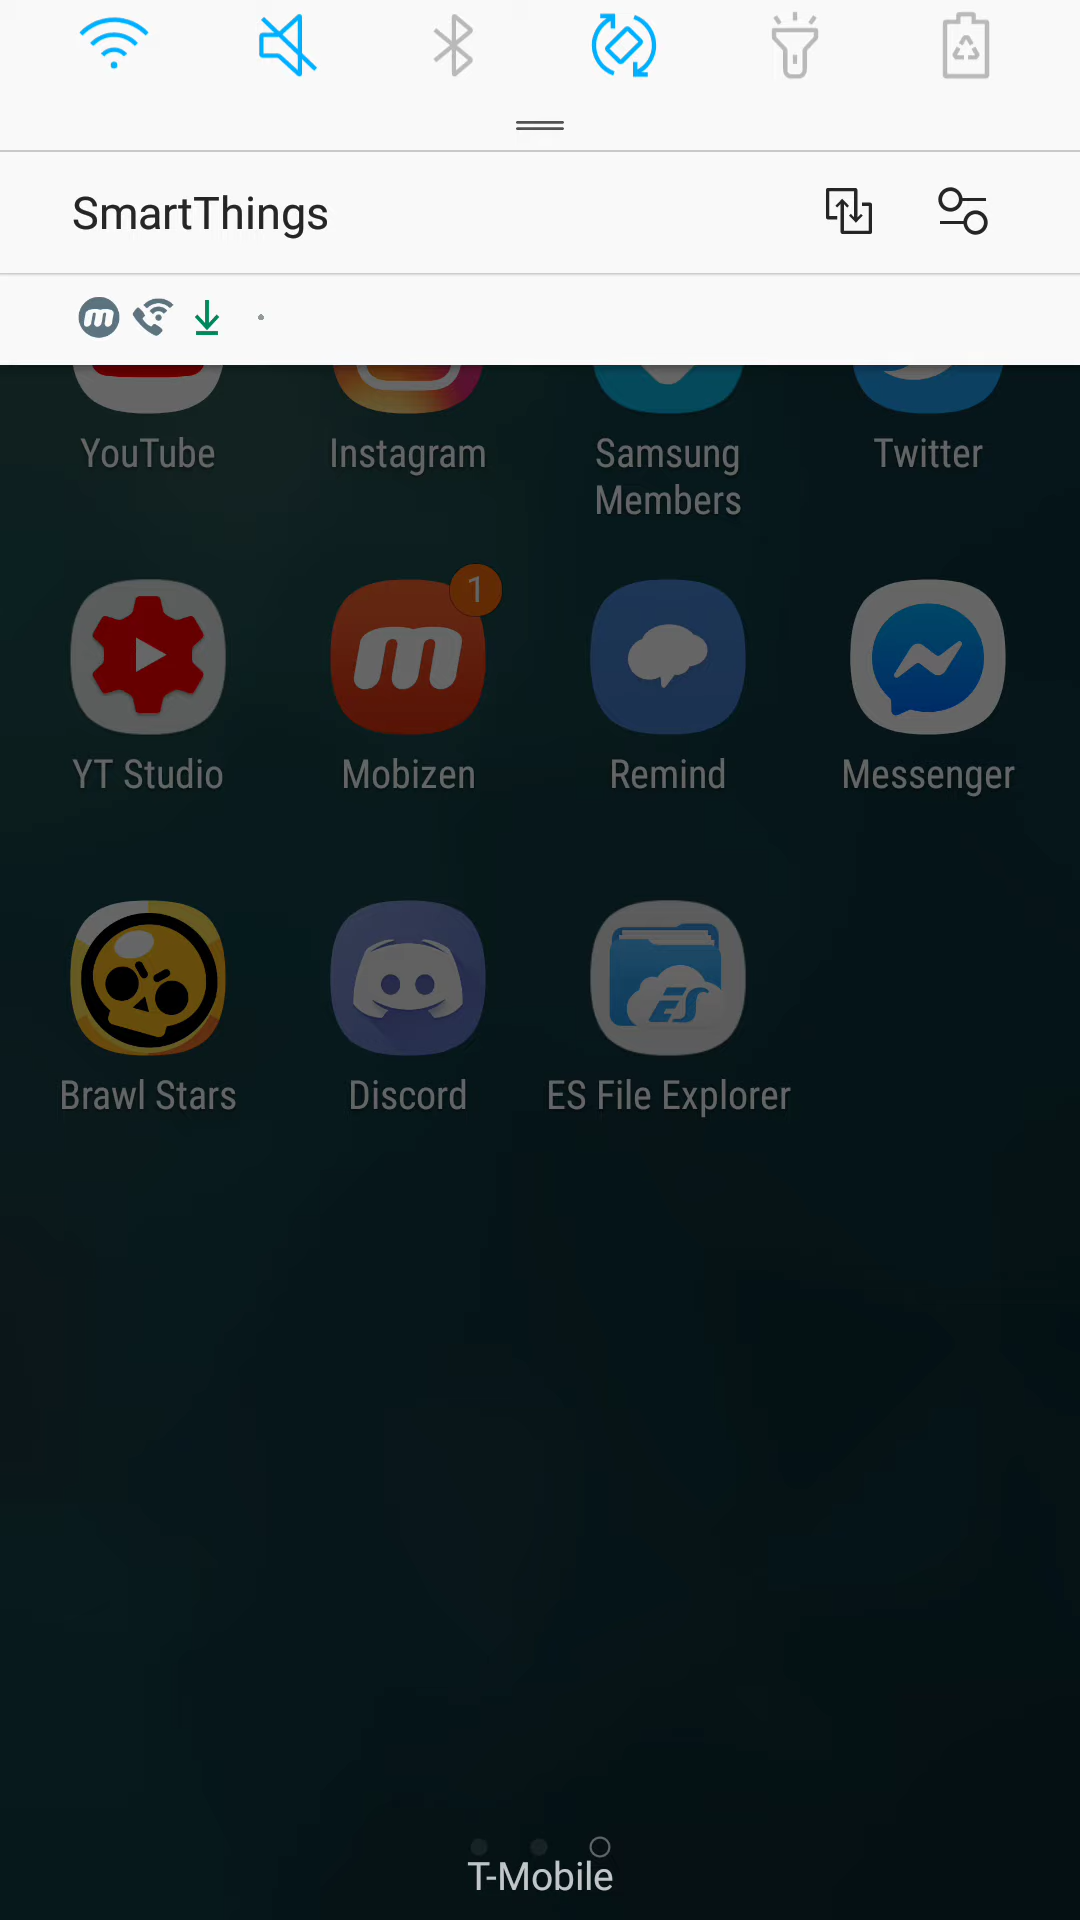 SmartThings
YouTube
Instagram
Samsung
Members
Twitter
1
YT Studio
Mobizen
Remind
Messenger
ES
Brawl Stars
Discord
ES File Explorer
T-Mobile